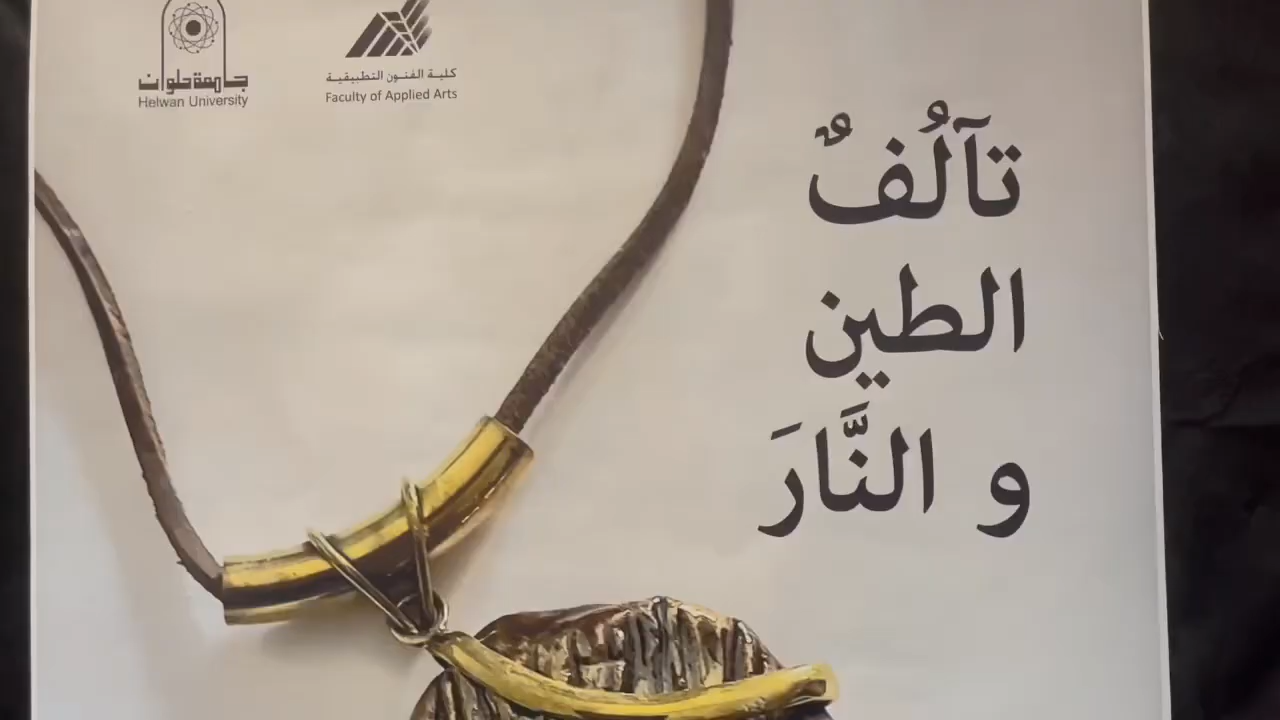 جامعة حلوان
Helwan University
كلية الفنون التطبيقية
Faculty of Applied Arts
تآلُفٌ
الطين
و النَّارَ